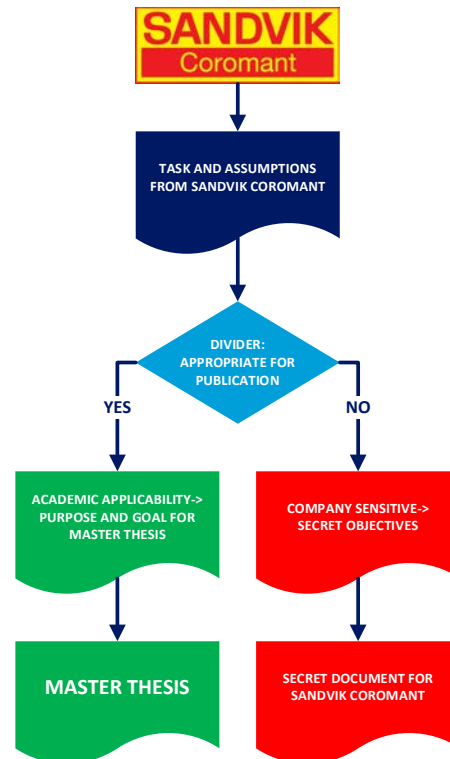 SANDVIK
Coromant
TASK AND ASSUMPTIONS
FROM SANDVIK COROMANT
DIVIDER:
APPROPRIATE FOR
PUBLICATION
YES
NO
ACADEMIC APPLICABILITY->
PURPOSE AND GOAL FOR
MASTER THESIS
COMPANY SENSITIVE->
SECRET OBJECTIVES
MASTER THESIS
SECRET DOCUMENT FOR
SANDVIK COROMANT